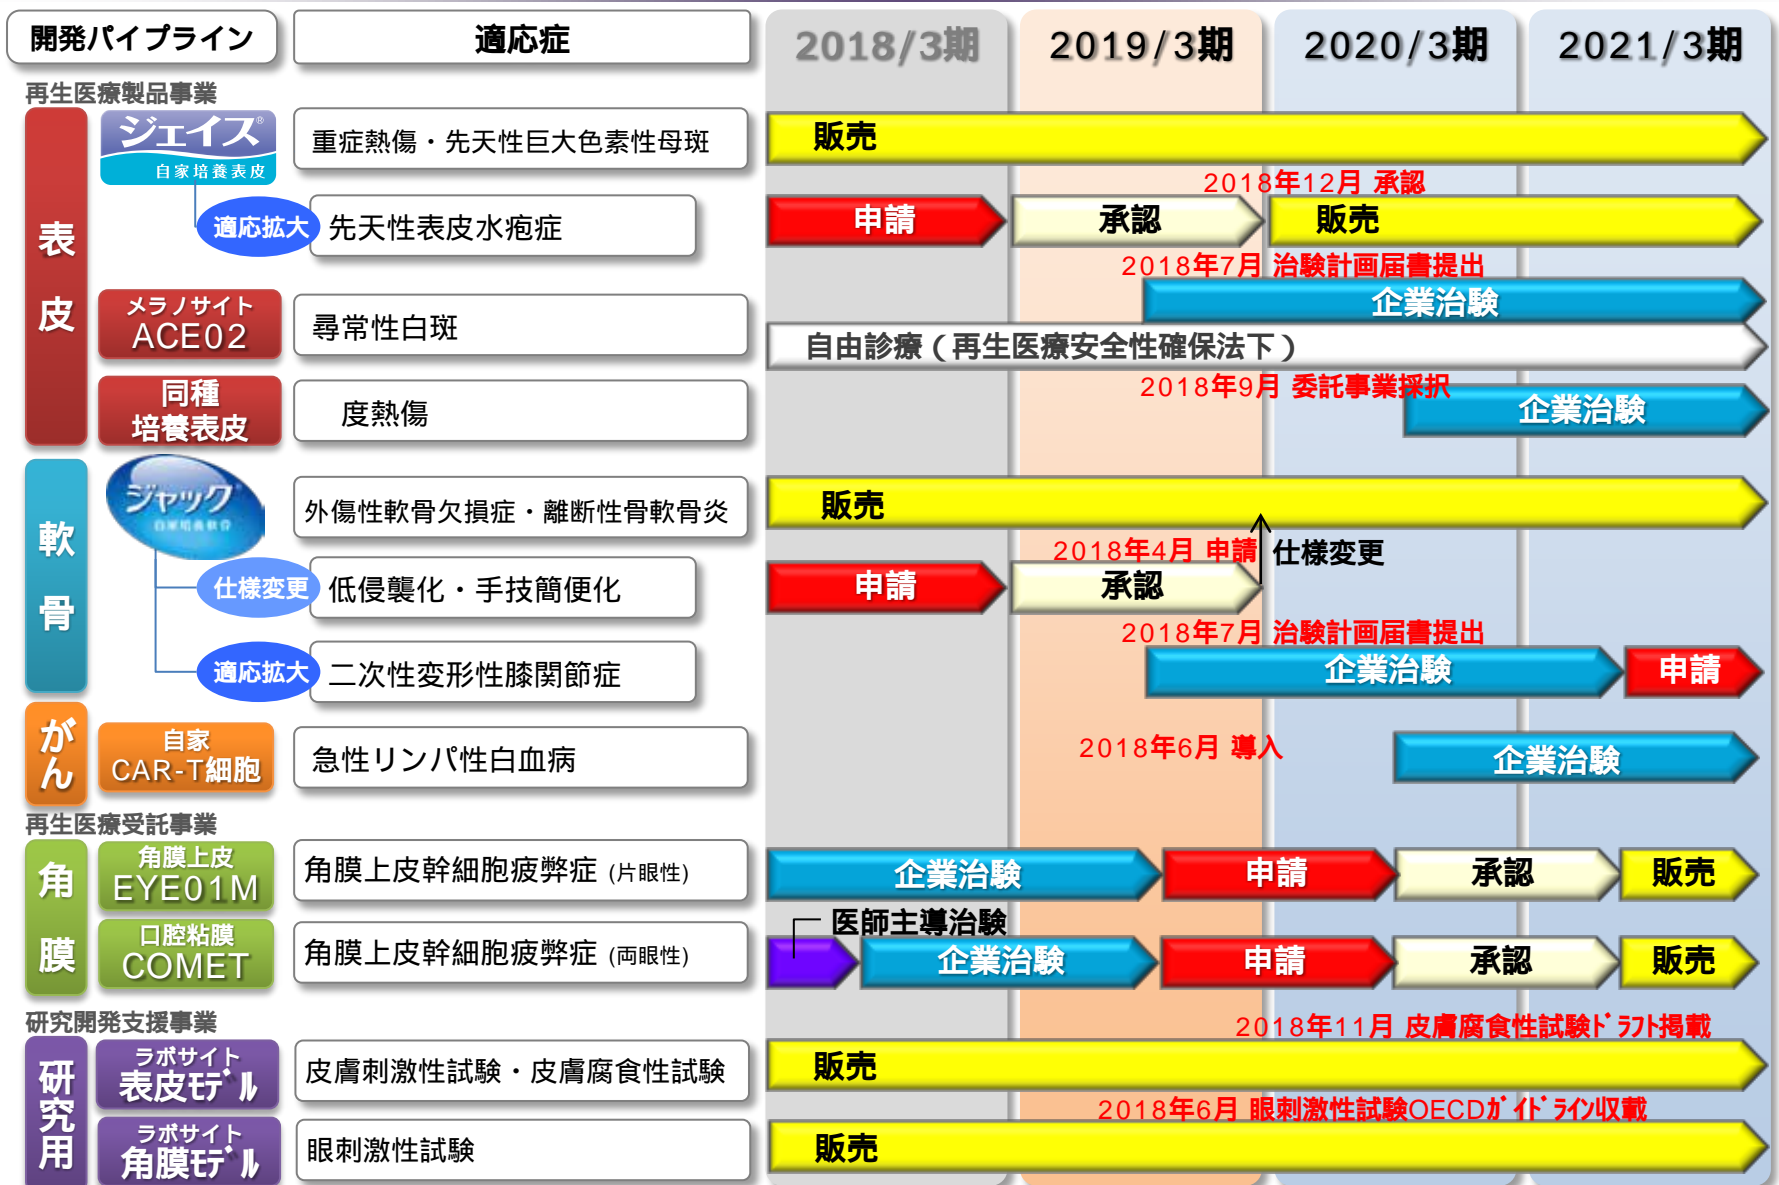 開発パイプライン
適応症
2018/3期
2019/3期
2020/3期
2021/3期
再生医療製品事業
表皮
ジェイス®
自家培養表皮
重症熱傷・先天性巨大色素性母斑
販売
2018年12月 承認
適応拡大
先天性表皮水疱症
申請
承認
販売
2018年7月 治験計画届書提出
企業治験
メラノサイト
ACE02
尋常性白斑
自由診療(再生医療安全性確保法下)
2018年9月 委託事業採択
同種
培養表皮
度熱傷
企業治験
軟骨
ジャック
自家培養軟骨
外傷性軟骨欠損症・離断性骨軟骨炎
販売
2018年4月 申請
仕様変更
仕様変更
低侵襲化・手技簡便化
申請
承認
2018年7月 治験計画届書提出
適応拡大
二次性変形性膝関節症
企業治験
申請
がん
自家
CAR-T細胞
急性リンパ性白血病
2018年6月 導入
企業治験
再生医療受託事業
角膜
角膜上皮
EYE01M
角膜上皮幹細胞疲弊症 (片眼性)
企業治験
申請
承認
販売
医師主導治験
口腔粘膜
COMET
角膜上皮幹細胞疲弊症 (両眼性)
企業治験
申請
承認
販売
研究開発支援事業
2018年11月 皮膚腐食性試験ﾄﾞﾗﾌﾄ掲載
研究用
ラボサイト
表皮ﾓﾃﾞﾙ
皮膚刺激性試験・皮膚腐食性試験
販売
2018年6月 眼刺激性試験OECDｶﾞｲﾄﾞﾗｲﾝ収載
ラボサイト
角膜ﾓﾃﾞﾙ
眼刺激性試験
販売